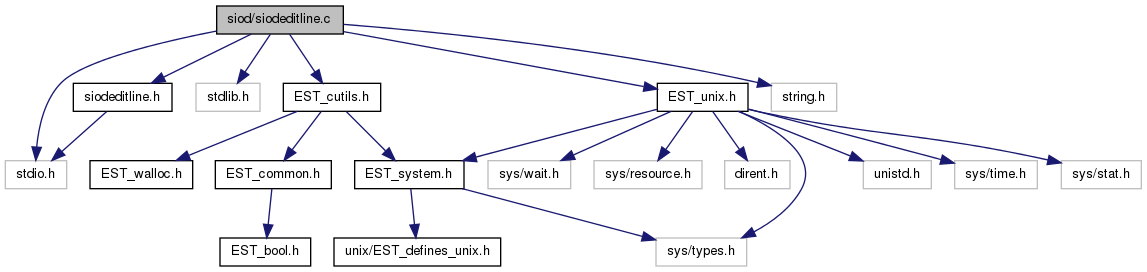 siod/siodeditline.c
siodeditline.h
stdlib.h
EST_cutils.h
EST_unix.h
string.h
stdio.h
EST_walloc.h
EST_common.h
EST_system.h
sys/wait.h
sys/resource.h
dirent.h
unistd.h
sys/time.h
sys/stat.h
EST_bool.h
unix/EST_defines_unix.h
sys/types.h